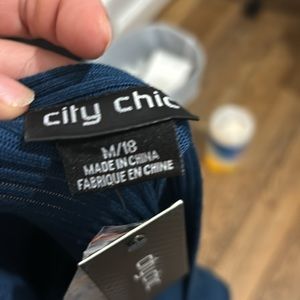 city chic
M/18
MADE IN CHINA
FABRIQUE EN CHINE